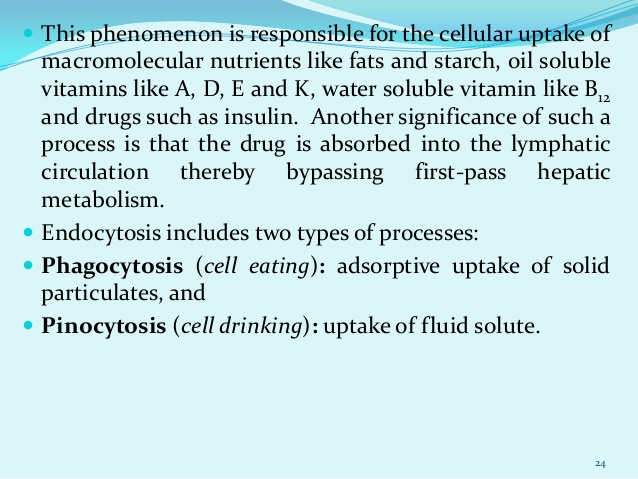 • This phenomenon is responsible for the cellular uptake of
macromolecular nutrients like fats and starch, oil soluble
vitamins like A, D, E and K, water soluble vitamin like B₁₂
and drugs such as insulin. Another significance of such a
process is that the drug is absorbed into the lymphatic
circulation thereby bypassing first-pass hepatic
metabolism.
• Endocytosis includes two types of processes:
• Phagocytosis (cell eating): adsorptive uptake of solid
particulates, and
• Pinocytosis (cell drinking): uptake of fluid solute.
24